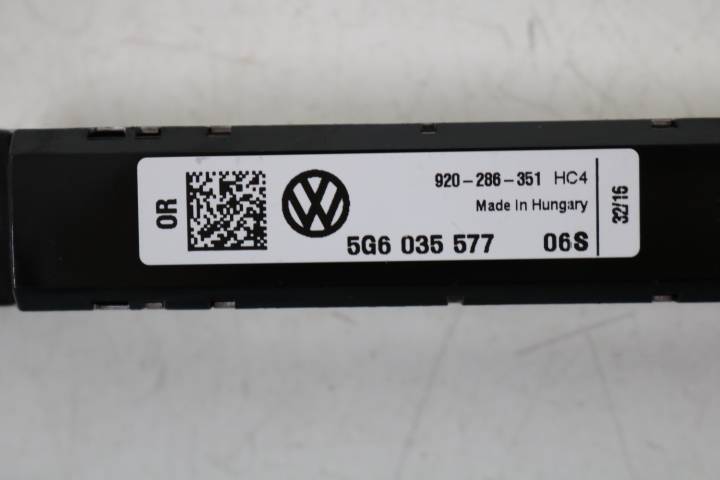 OR
920-286-351 HC4
Made In Hungary
5G6 035 577 06S
32/16